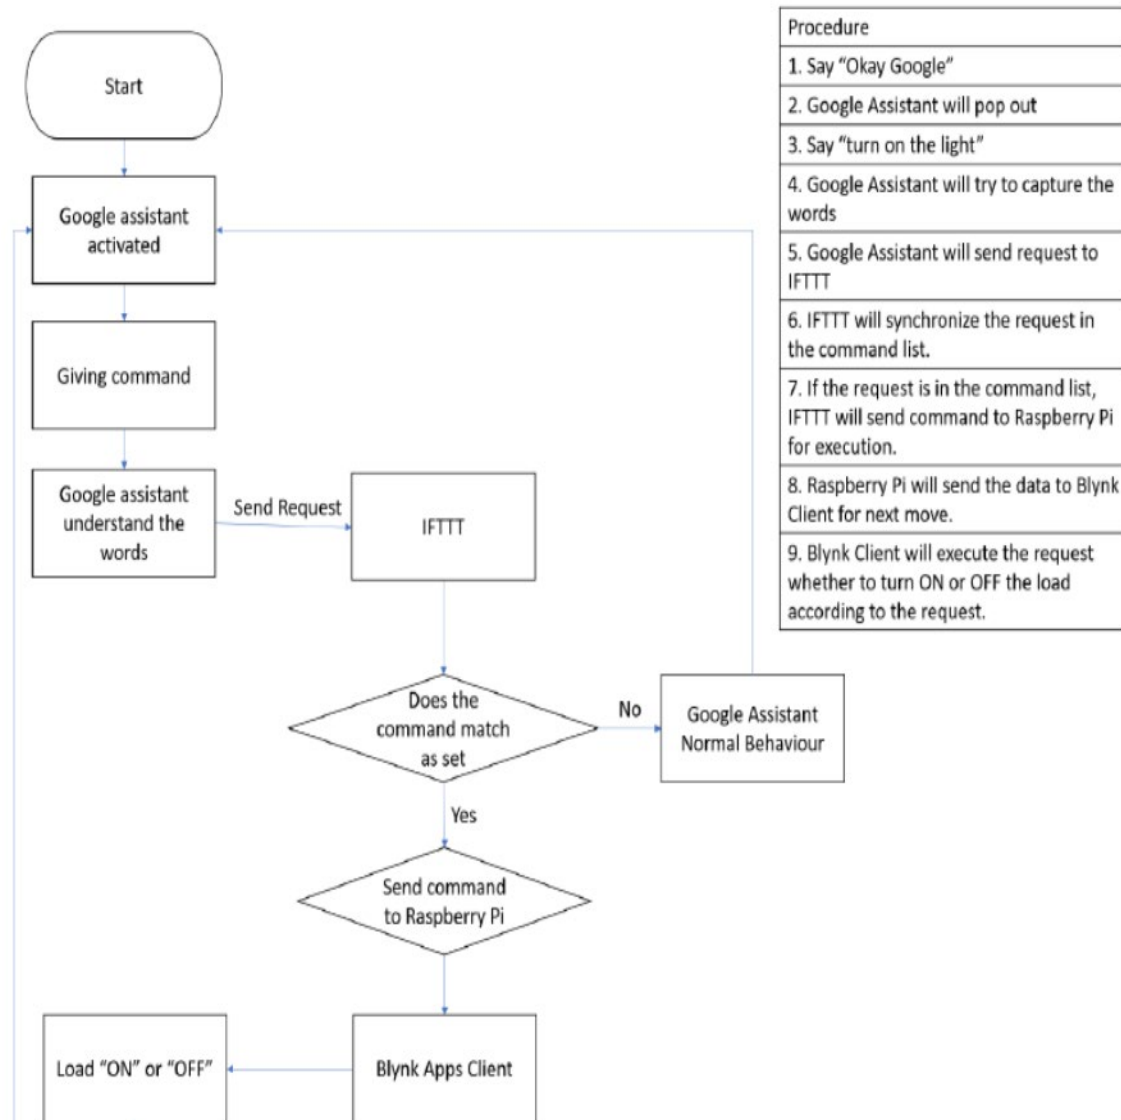 Start
Google assistant
activated
Giving command
Google assistant
understand the
words
Send Request
IFTTT
Does the
command match
as set
No
Google Assistant
Normal Behaviour
Yes
Send command
to Raspberry Pi
Blynk Apps Client
Load “ON” or “OFF”
Procedure
1. Say “Okay Google”
2. Google Assistant will pop out
3. Say “turn on the light”
4. Google Assistant will try to capture the
words
5. Google Assistant will send request to
IFTTT
6. IFTTT will synchronize the request in
the command list.
7. If the request is in the command list,
IFTTT will send command to Raspberry Pi
for execution.
8. Raspberry Pi will send the data to Blynk
Client for next move.
9. Blynk Client will execute the request
whether to turn ON or OFF the load
according to the request.